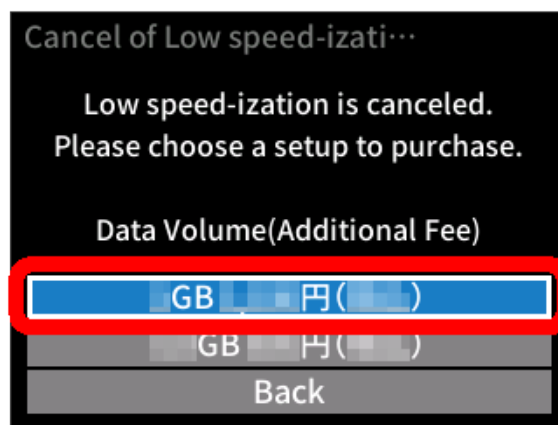 Cancel of Low speed-izati…
Low speed-ization is canceled.
Please choose a setup to purchase.
Data Volume(Additional Fee)
GB 円( )
GB 円( )
Back